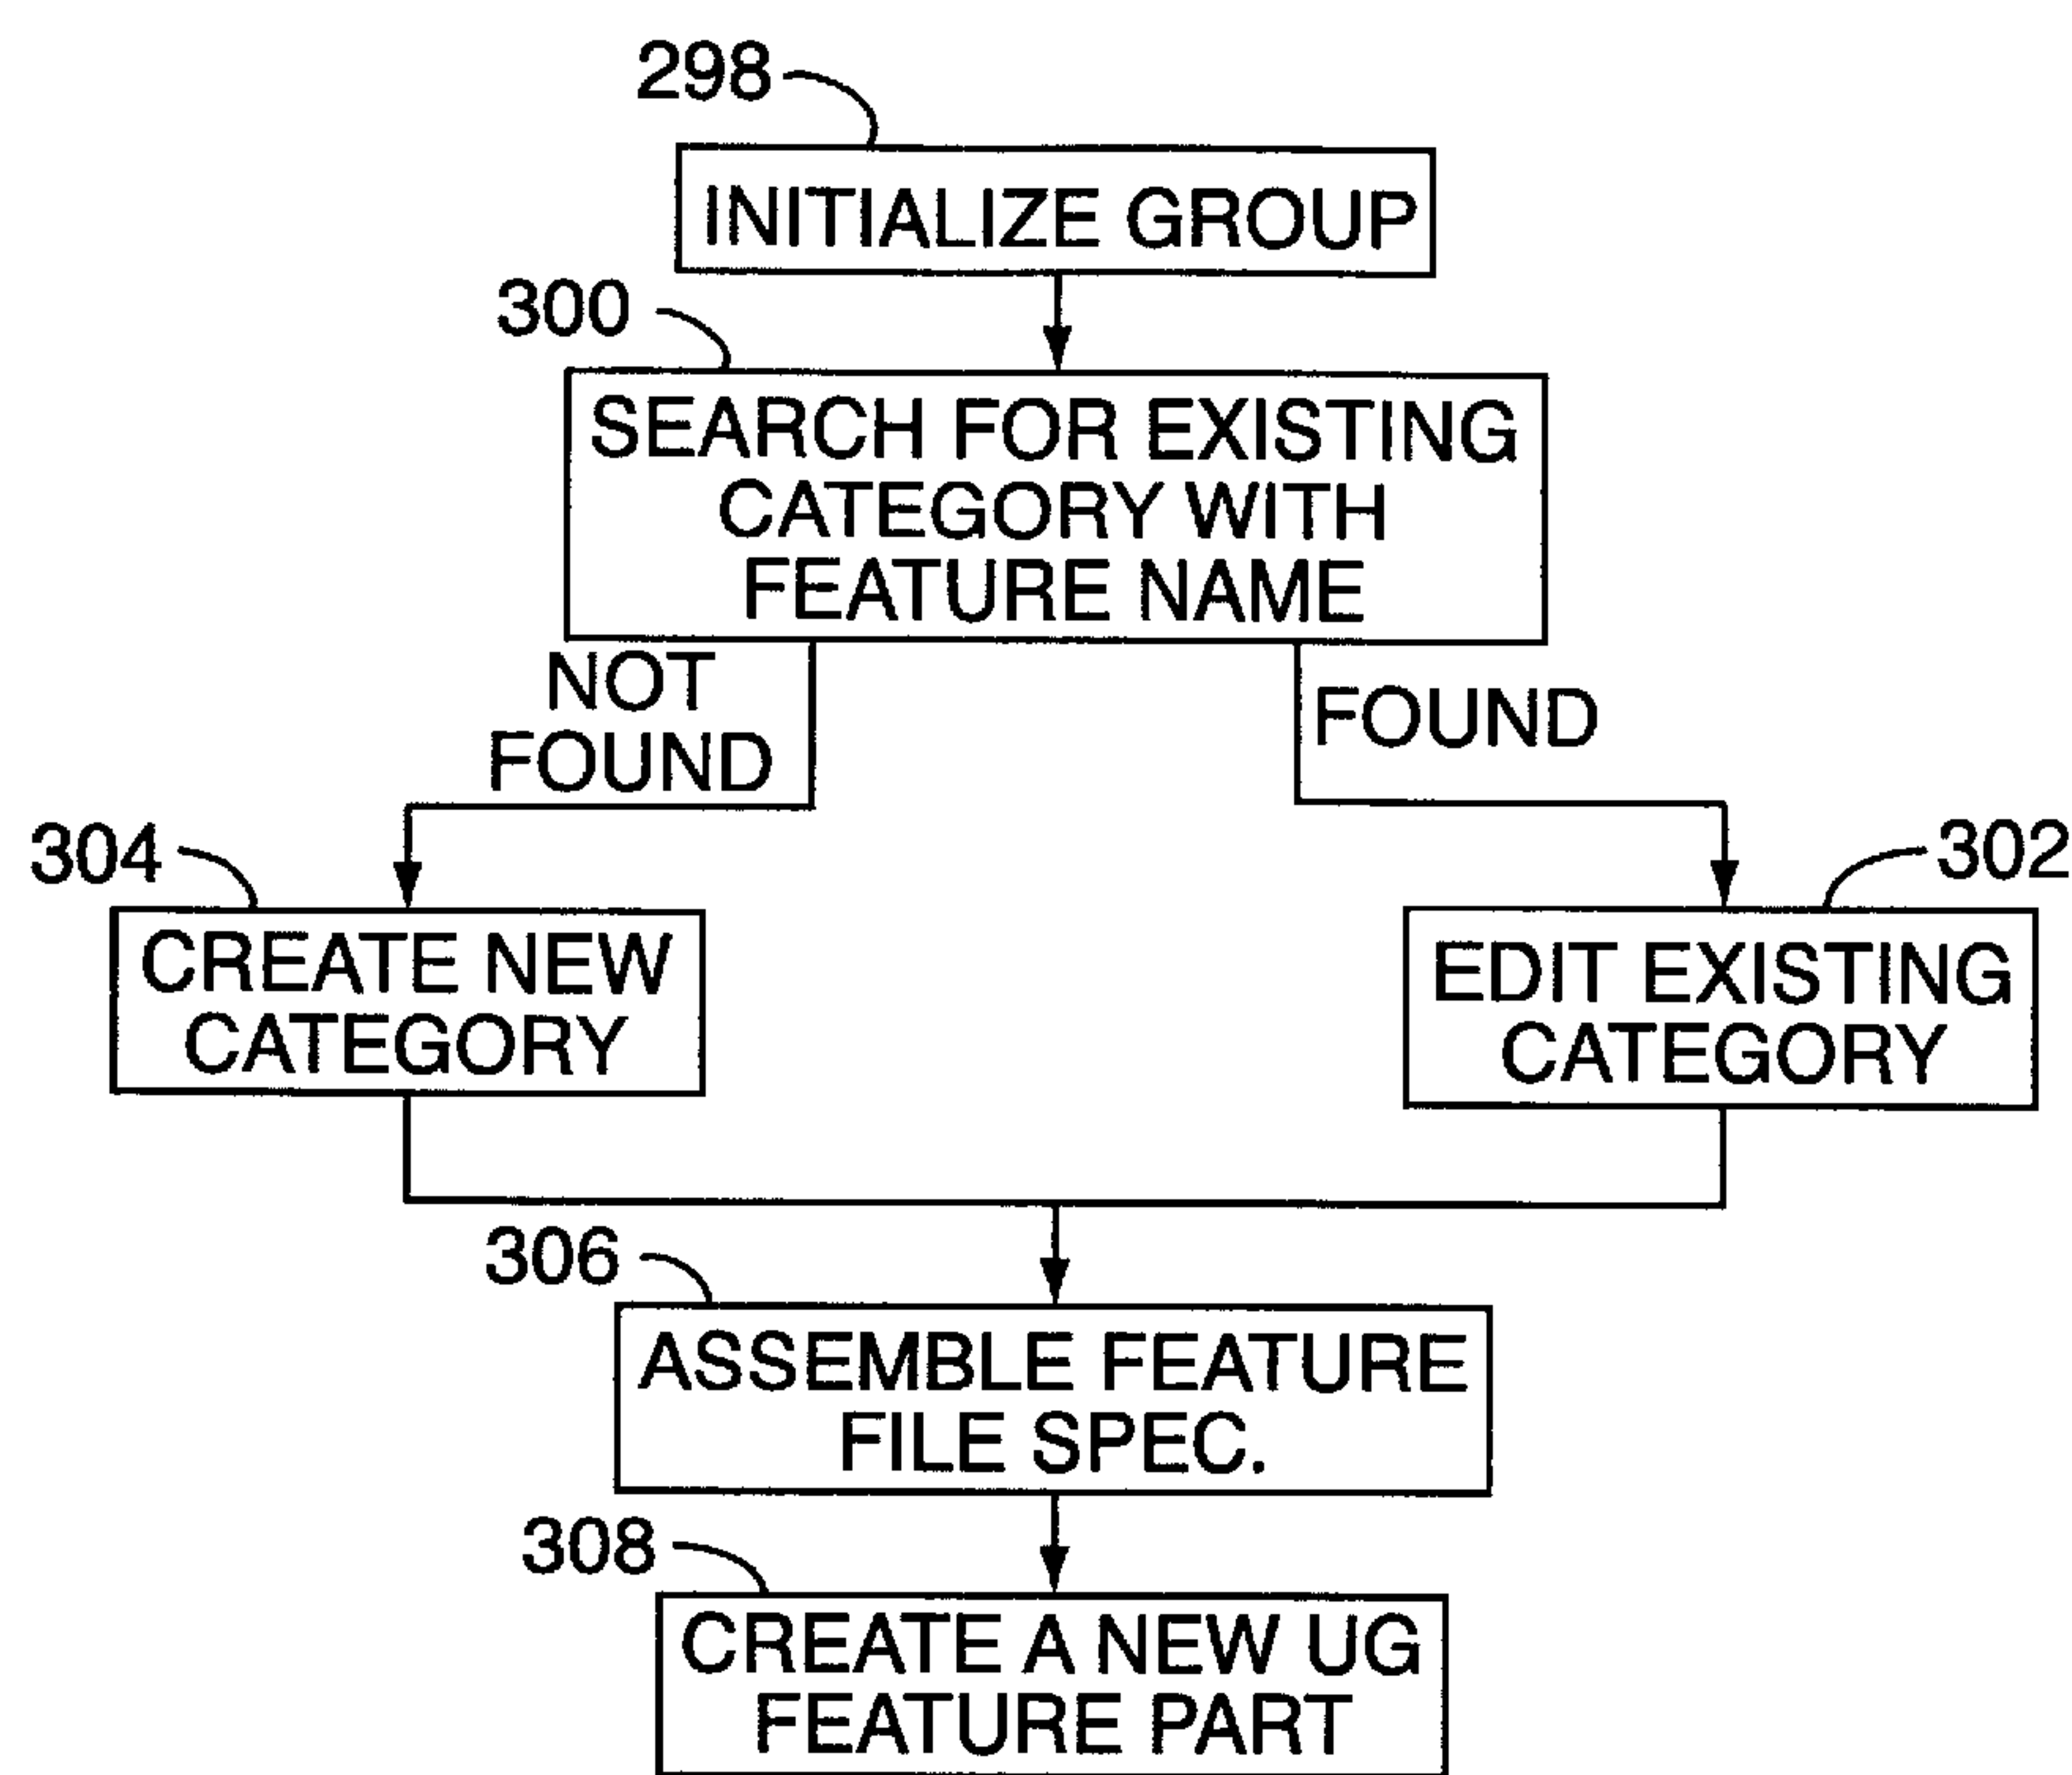 298
INITIALIZE GROUP
300
SEARCH FOR EXISTING
CATEGORY WITH
FEATURE NAME
NOT
FOUND
FOUND
304
302
CREATE NEW
CATEGORY
EDIT EXISTING
CATEGORY
306
ASSEMBLE FEATURE
FILE SPEC.
308
CREATE A NEW UG
FEATURE PART